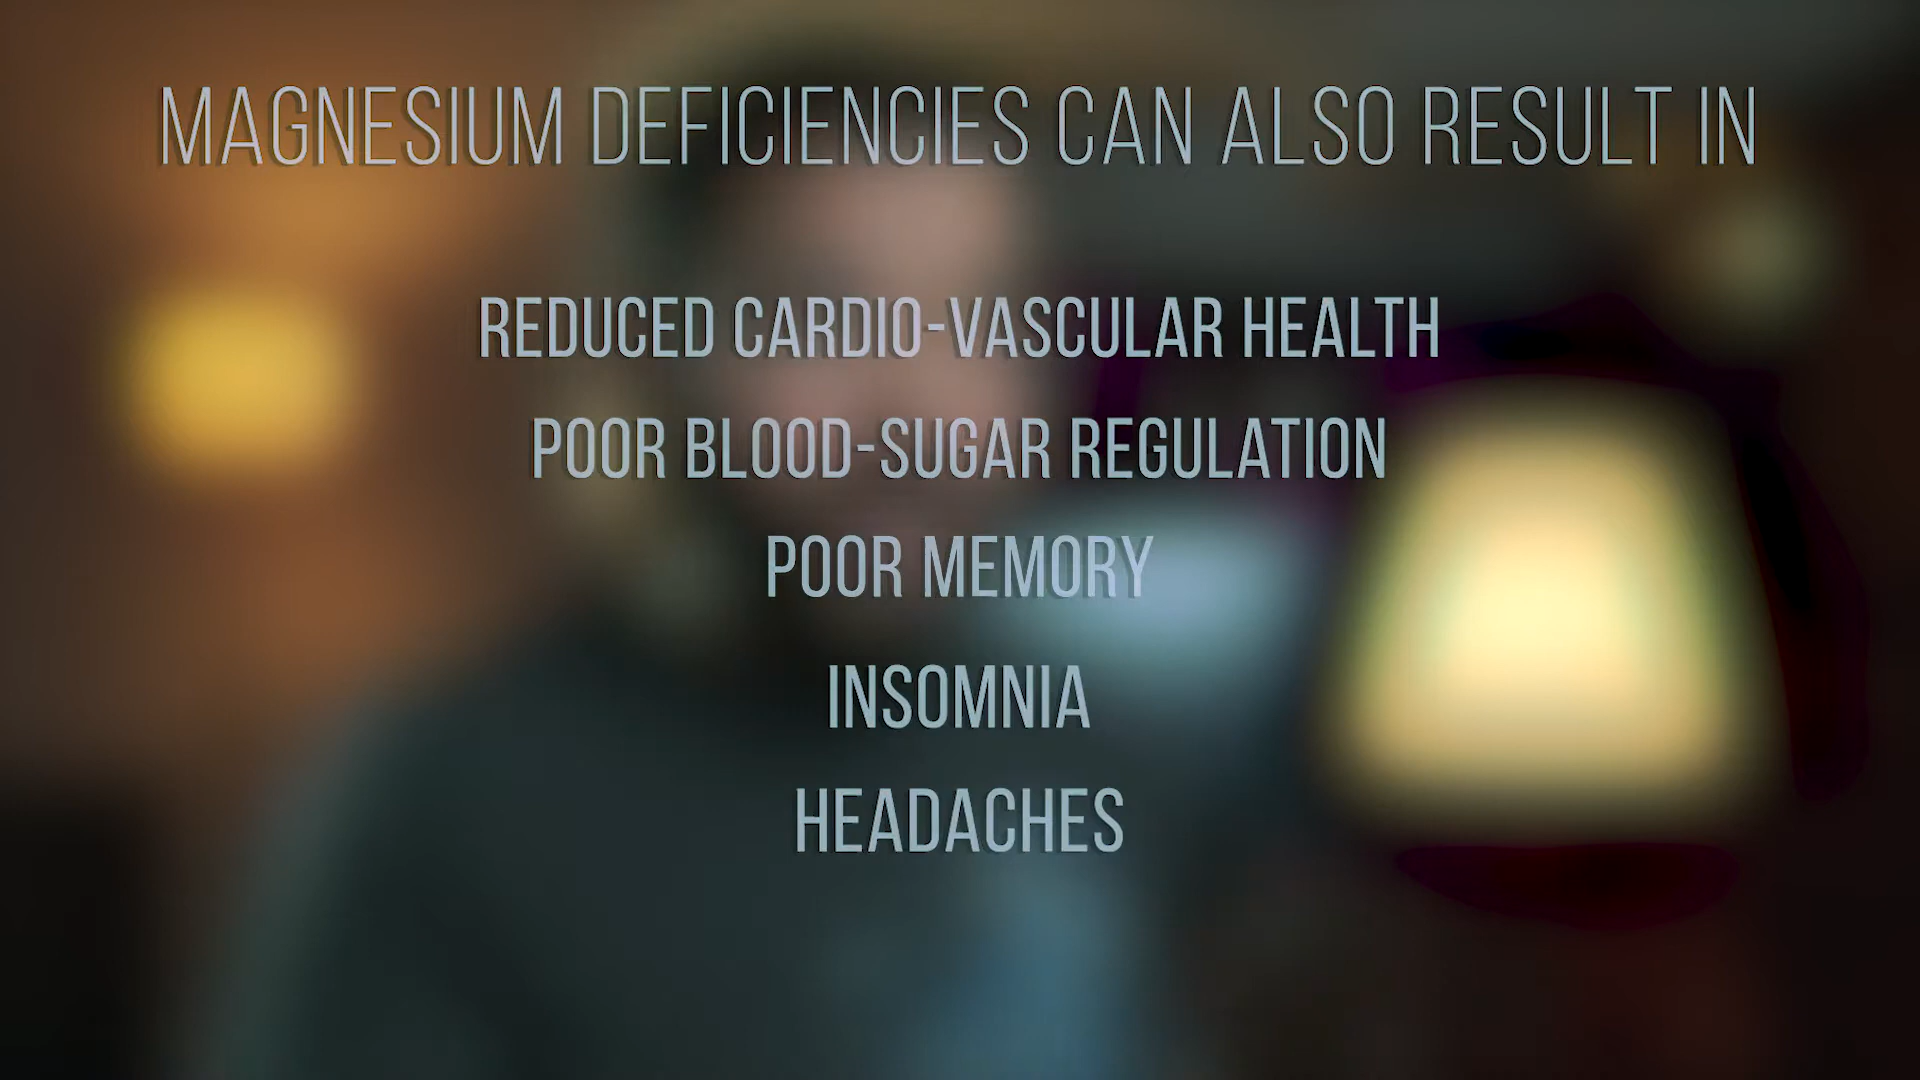 MAGNESIUM DEFICIENCIES CAN ALSO RESULT IN
REDUCED CARDIO-VASCULAR HEALTH
POOR BLOOD-SUGAR REGULATION
POOR MEMORY
INSOMNIA
HEADACHES